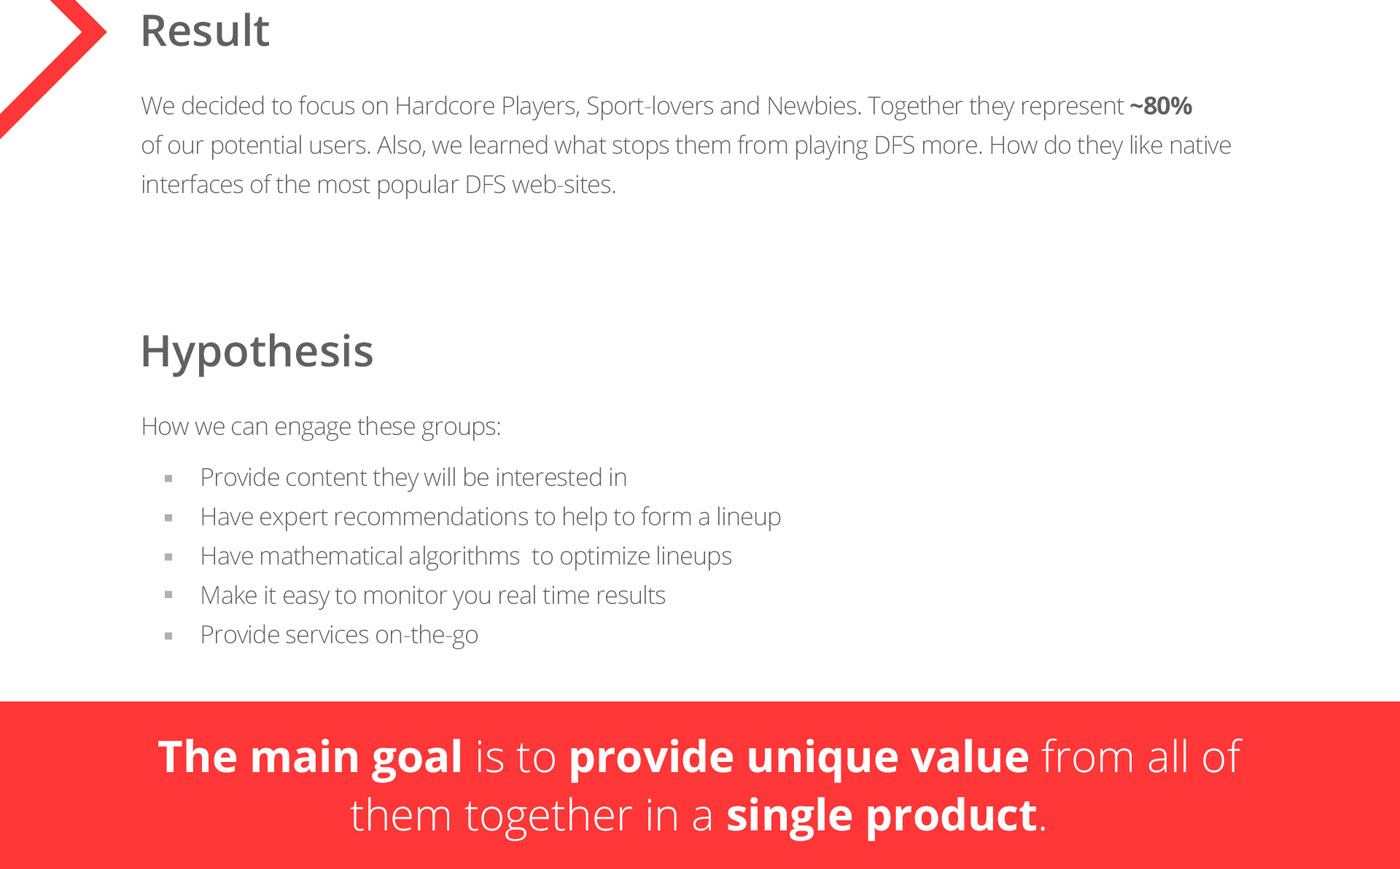 Result
We decided to focus on Hardcore Players, Sport-lovers and Newbies. Together they represent ~80%
of our potential users. Also, we learned what stops them from playing DFS more. How do they like native
interfaces of the most popular DFS web-sites.
Hypothesis
How we can engage these groups:
▪ Provide content they will be interested in
▪ Have expert recommendations to help to form a lineup
▪ Have mathematical algorithms  to optimize lineups
▪ Make it easy to monitor you real time results
▪ Provide services on-the-go
The main goal is to provide unique value from all of
them together in a single product.